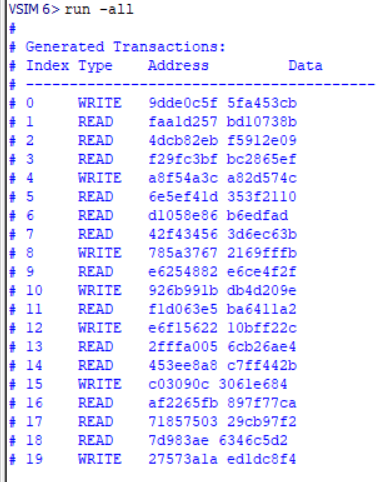 VSIM 6> run -all
#
# Generated Transactions:
# Index Type Address Data
# ----------------------------------------
# 0 WRITE 9dde0c5f 5fa453cb
# 1 READ faa1d257 bd10738b
# 2 READ 4dcb82eb f5912e09
# 3 READ f29fc3bf bc2865ef
# 4 WRITE a8f54a3c a82d574c
# 5 READ 6e5ef41d 353f2110
# 6 READ d1058e86 b6edfad
# 7 READ 42f43456 3d6ec63b
# 8 WRITE 785a3767 2169fffb
# 9 READ e6254882 e6ce4f2f
# 10 WRITE 926b991b db4d209e
# 11 READ f1d063e5 ba6411a2
# 12 WRITE e6f15622 10bff22c
# 13 READ 2fffa005 6cb26ae4
# 14 READ 453ee8a8 c7ff442b
# 15 WRITE c03090c 3061e684
# 16 READ af2265fb 897f77ca
# 17 READ 71857503 29cb97f2
# 18 READ 7d983ae 6346c5d2
# 19 WRITE 27573a1a ed1dc8f4